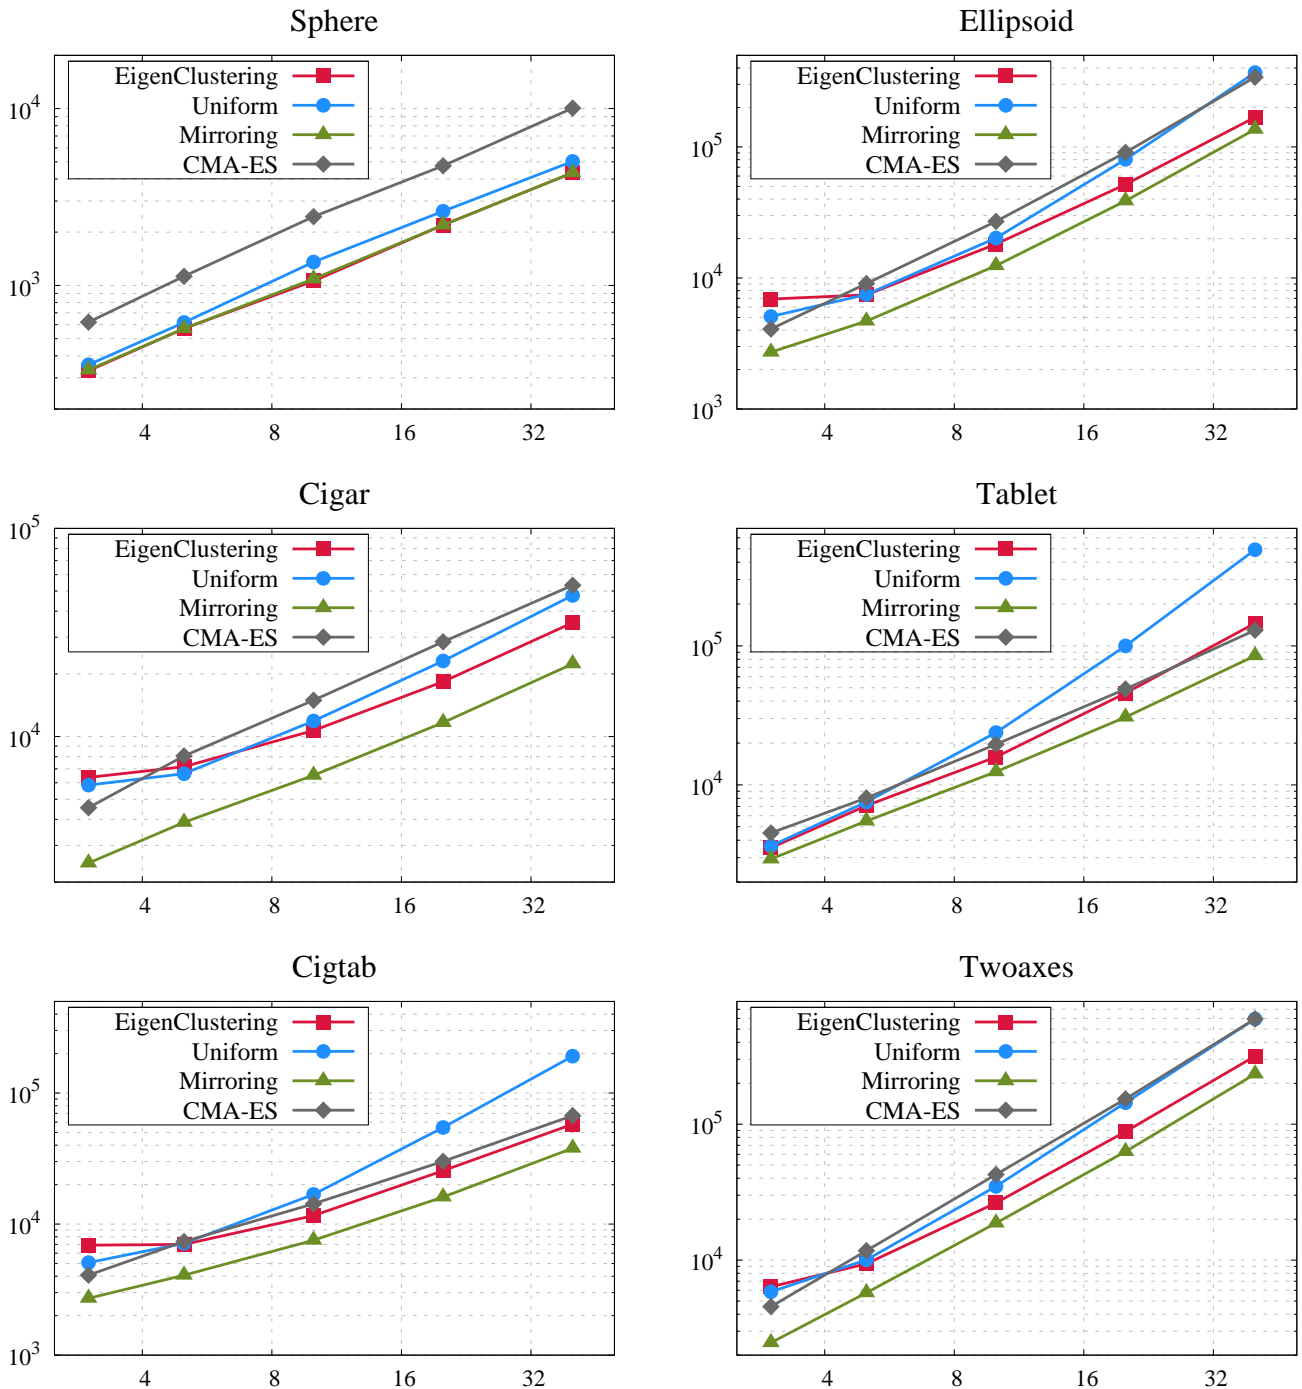 Sphere
EigenClustering
Uniform
Mirroring
CMA-ES
10^4
10^3
4 8 16 32
Ellipsoid
EigenClustering
Uniform
Mirroring
CMA-ES
10^5
10^4
10^3
4 8 16 32
Cigar
10^5
EigenClustering
Uniform
Mirroring
CMA-ES
10^4
4 8 16 32
Tablet
EigenClustering
Uniform
Mirroring
CMA-ES
10^5
10^4
4 8 16 32
Cigtab
EigenClustering
Uniform
Mirroring
CMA-ES
10^5
10^4
10^3
4 8 16 32
Twoaxes
EigenClustering
Uniform
Mirroring
CMA-ES
10^5
10^4
4 8 16 32